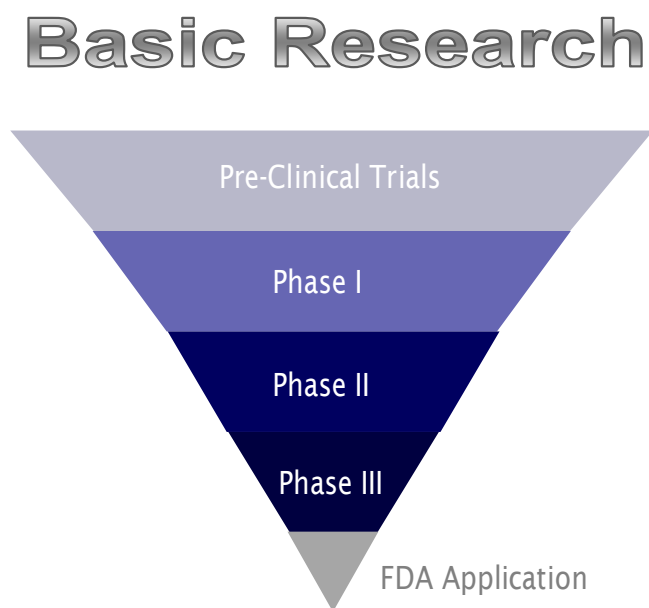 Basic Research
Pre-Clinical Trials
Phase I
Phase II
Phase III
FDA Application